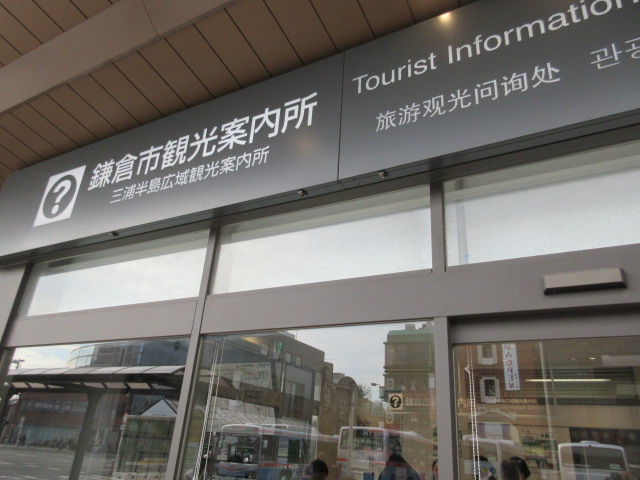 ?
鎌倉市観光案内所
三浦半島広域観光案内所
Tourist Information
旅游观光问询处
관광
?